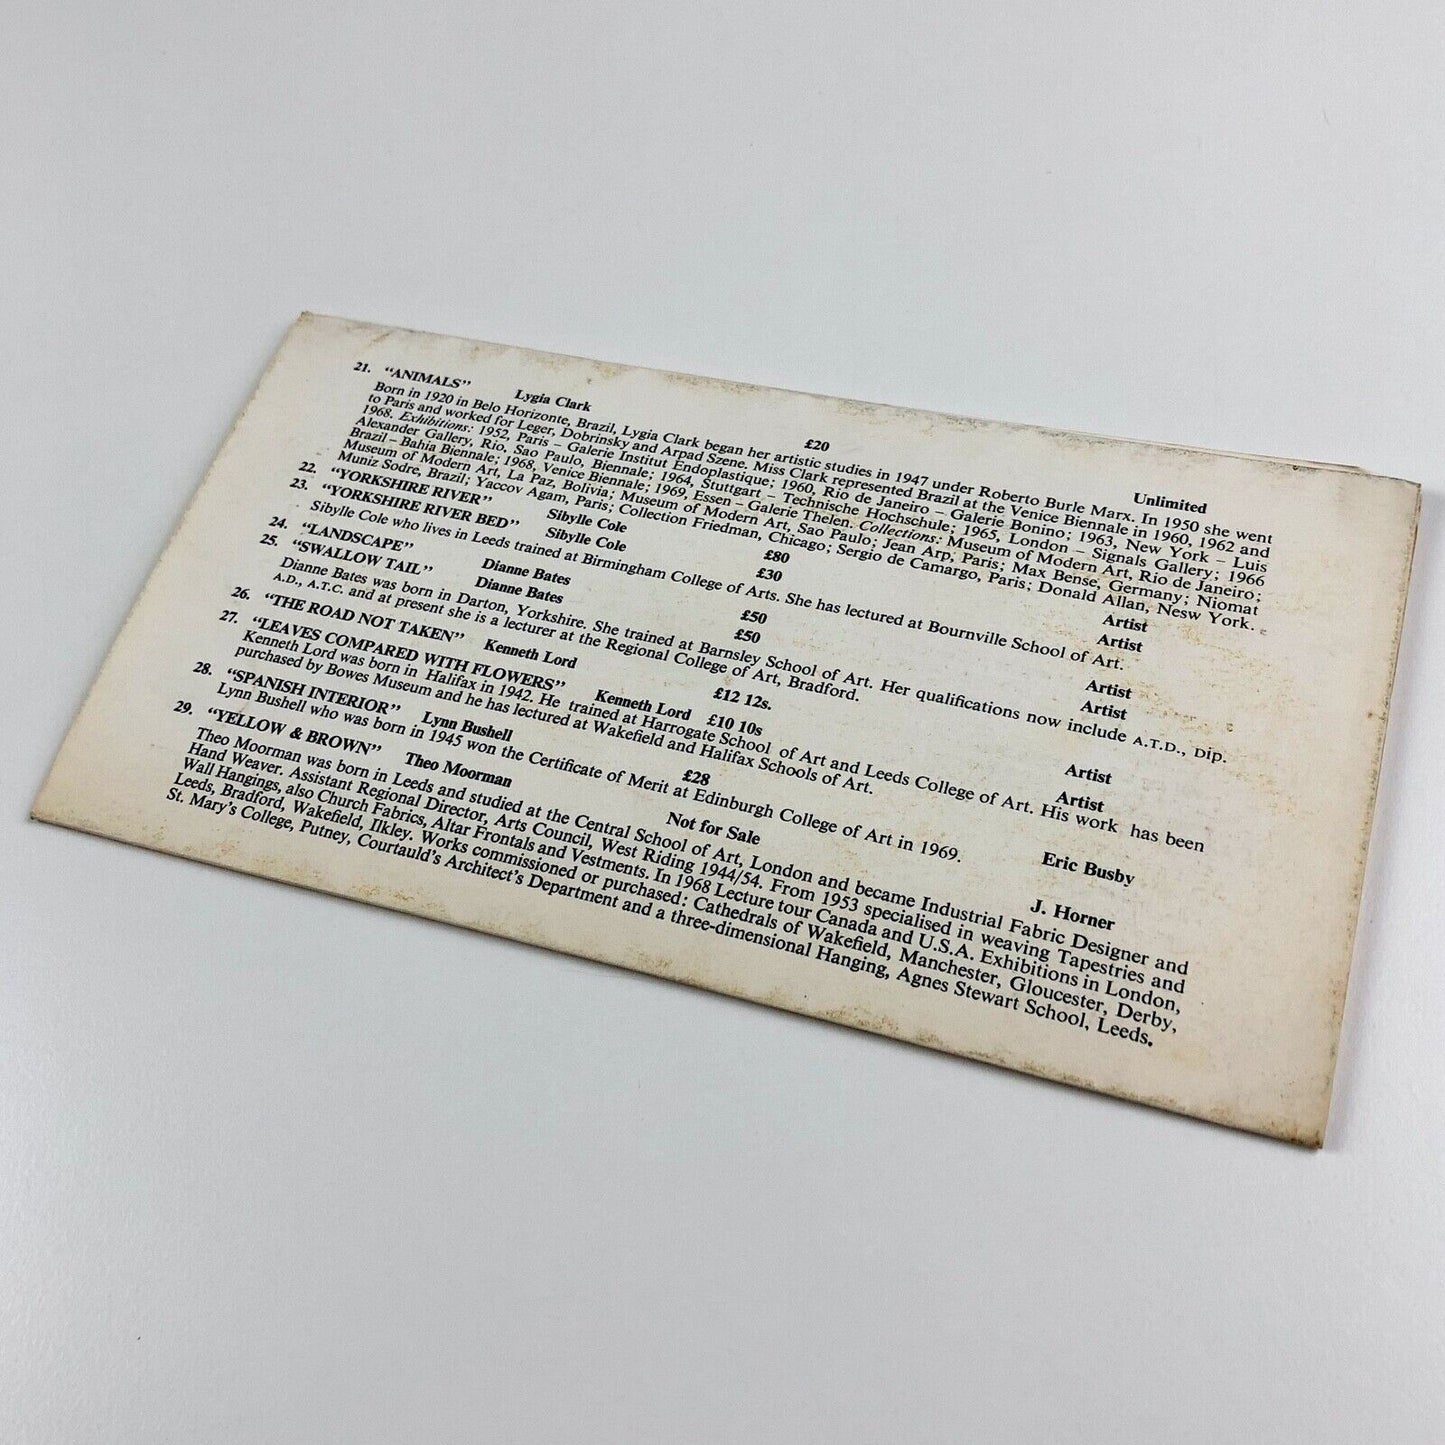 21. "ANIMALS" Lygia Clark £20 Unlimited
Born in 1920 in Belo Horizonte, Brazil, Lygia Clark began her artistic studies in 1947 under Roberto Burle Marx. In 1950 she went
to Paris and worked for Leger, Dobrinsky and Arpad Szene. Miss Clark represented Brazil at the Venice Biennale in 1960, 1962 and
1968. Exhibitions: 1952, Paris – Galerie Institut Endoplastique; 1960, Rio de Janeiro – Galerie Bonino; 1963, New York – Luis
Alexander Gallery, Rio, Sao Paulo, Biennale; 1964, Stuttgart – Technische Hochschule; 1965, London – Signals Gallery; 1966
Brazil – Bahia Biennale; 1968, Venice Biennale; 1969, Essen – Galerie Thelen. Collections: Museum of Modern Art, Rio de Janeiro;
Museum of Modern Art, La Paz, Bolivia; Museum of Modern Art, Sao Paulo; Jean Arp, Paris; Max Bense, Germany; Niomat
Muniz Sodre, Brazil; Yaccov Agam, Paris; Collection Friedman, Chicago; Sergio de Camargo, Paris; Donald Allan, Nesw York.
22. "YORKSHIRE RIVER" Sibylle Cole £80 Artist
23. "YORKSHIRE RIVER BED" Sibylle Cole £30 Artist
Sibylle Cole who lives in Leeds trained at Birmingham College of Arts. She has lectured at Bournville School of Art.
24. "LANDSCAPE" Dianne Bates £50 Artist
25. "SWALLOW TAIL" Dianne Bates £50 Artist
Dianne Bates was born in Darton, Yorkshire. She trained at Barnsley School of Art. Her qualifications now include A.T.D., DIP.
A.D., A.T.C. and at present she is a lecturer at the Regional College of Art, Bradford.
26. "THE ROAD NOT TAKEN" Kenneth Lord £12 12s. Artist
27. "LEAVES COMPARED WITH FLOWERS" Kenneth Lord £10 10s Artist
Kenneth Lord was born in Halifax in 1942. He trained at Harrogate School of Art and Leeds College of Art. His work has been
purchased by Bowes Museum and he has lectured at Wakefield and Halifax Schools of Art.
28. "SPANISH INTERIOR" Lynn Bushell £28 Eric Busby
Lynn Bushell who was born in 1945 won the Certificate of Merit at Edinburgh College of Art in 1969.
29. "YELLOW & BROWN" Theo Moorman Not for Sale J. Horner
Theo Moorman was born in Leeds and studied at the Central School of Art, London and became Industrial Fabric Designer and
Hand Weaver. Assistant Regional Director, Arts Council, West Riding 1944/54. From 1953 specialised in weaving Tapestries and
Wall Hangings, also Church Fabrics, Altar Frontals and Vestments. In 1968 Lecture tour Canada and U.S.A. Exhibitions in London,
Leeds, Bradford, Wakefield, Ilkley. Works commissioned or purchased: Cathedrals of Wakefield, Manchester, Gloucester, Derby,
St. Mary's College, Putney, Courtauld's Architect's Department and a three-dimensional Hanging, Agnes Stewart School, Leeds.